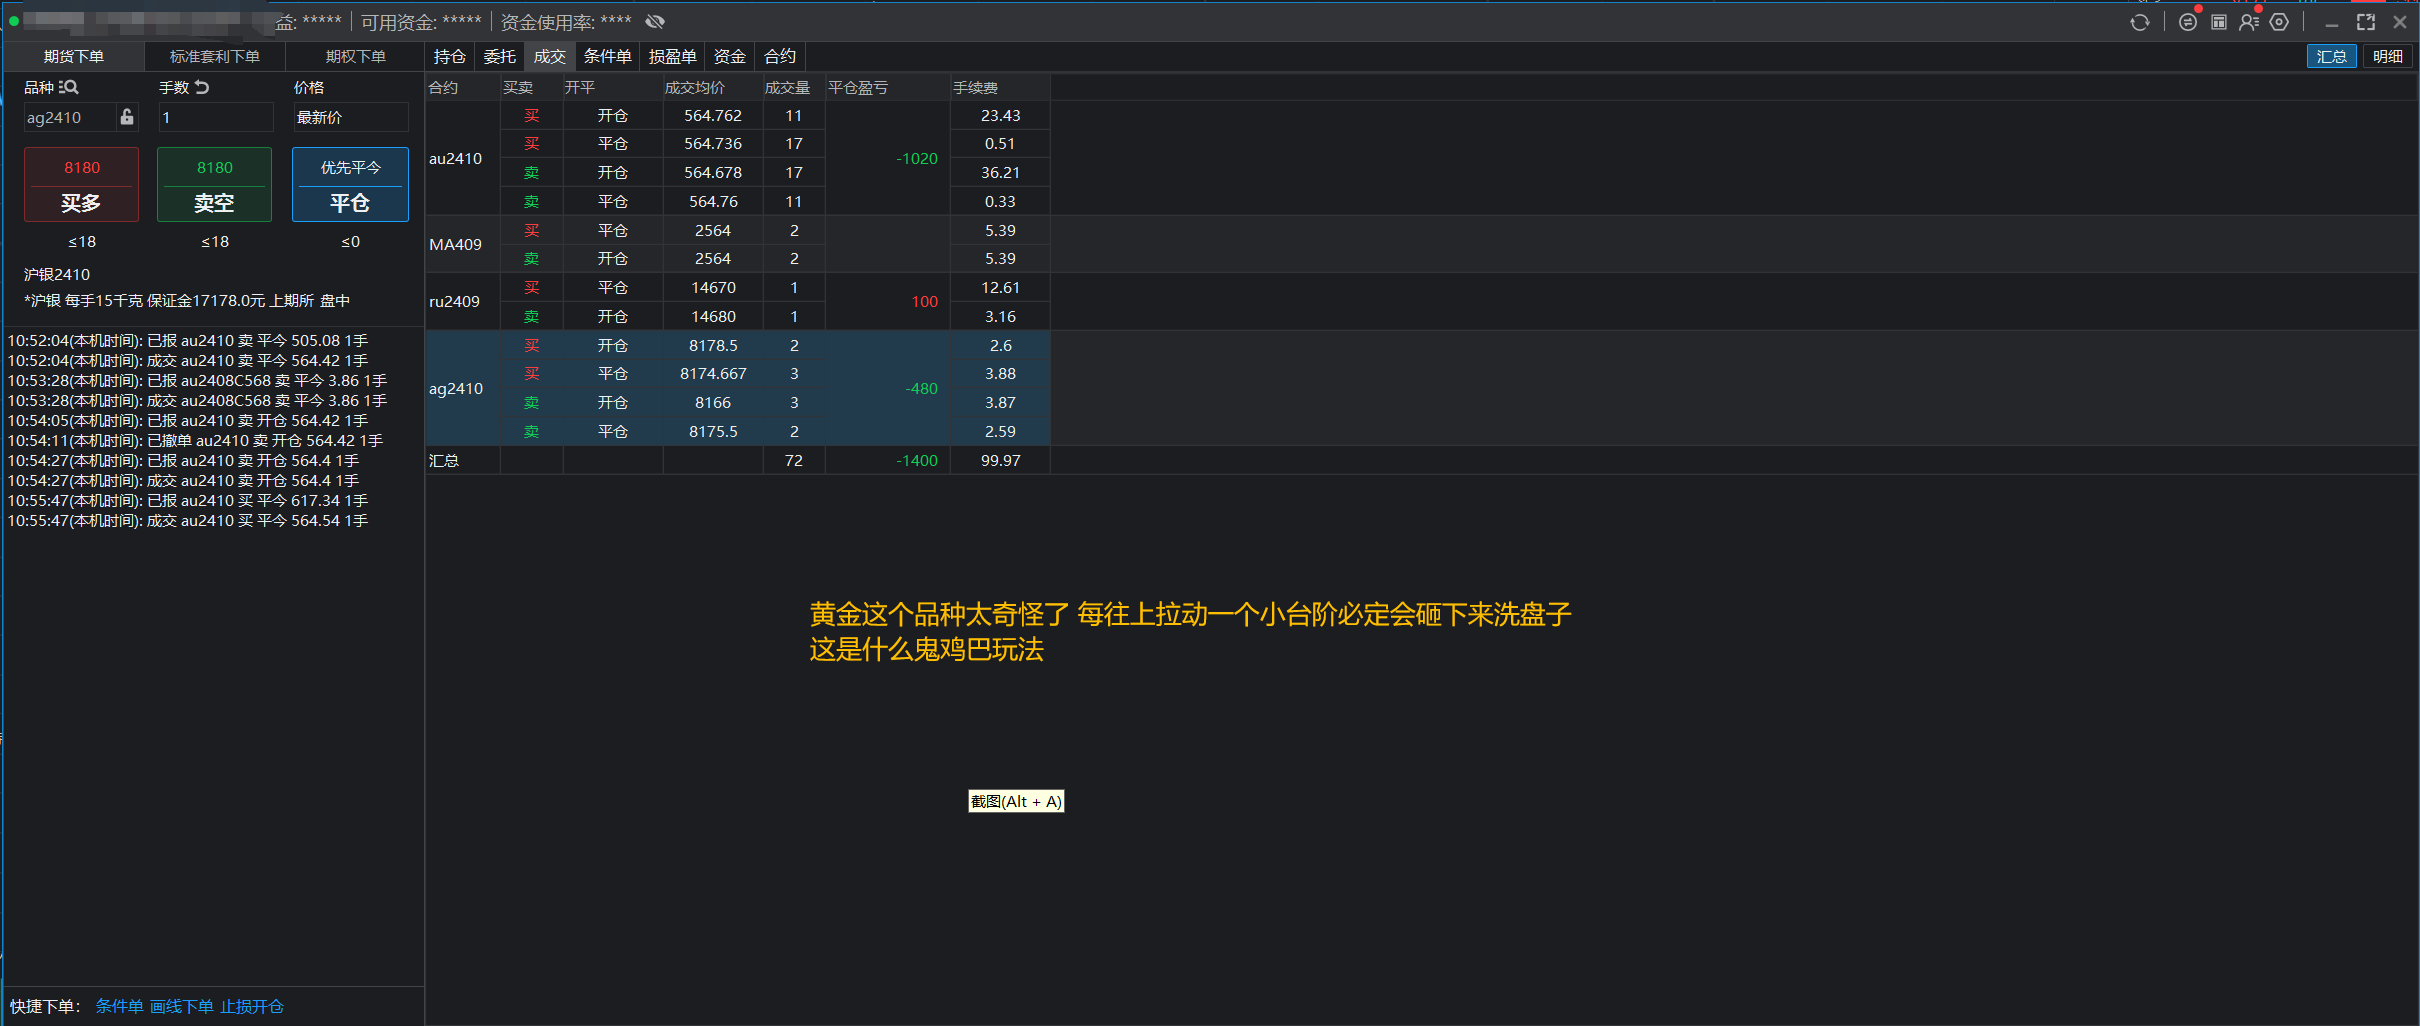 益: ***** 可用资金: ***** 资金使用率: ****
期货下单 标准套利下单 期权下单 持仓 委托 成交 条件单 损盈单 资金 合约 汇总 明细
品种 手数 价格
ag2410 1 最新价
8180 8180 优先平今
买多 卖空 平仓
≤18 ≤18 ≤0
沪银2410
*沪银 每手15千克 保证金17178.0元 上期所 盘中
10:52:04(本机时间): 已报 au2410 卖 平今 505.08 1手
10:52:04(本机时间): 成交 au2410 卖 平今 564.42 1手
10:53:28(本机时间): 已报 au2408C568 卖 平今 3.86 1手
10:53:28(本机时间): 成交 au2408C568 卖 平今 3.86 1手
10:54:05(本机时间): 已报 au2410 卖 开仓 564.42 1手
10:54:11(本机时间): 已撤单 au2410 卖 开仓 564.42 1手
10:54:27(本机时间): 已报 au2410 卖 开仓 564.4 1手
10:54:27(本机时间): 成交 au2410 卖 开仓 564.4 1手
10:55:47(本机时间): 已报 au2410 买 平今 617.34 1手
10:55:47(本机时间): 成交 au2410 买 平今 564.54 1手
快捷下单： 条件单 画线下单 止损开仓
合约 买卖 开平 成交均价 成交量 平仓盈亏 手续费
au2410 买 开仓 564.762 11 -1020 23.43
买 平仓 564.736 17 0.51
卖 开仓 564.678 17 36.21
卖 平仓 564.76 11 0.33
MA409 买 平仓 2564 2 5.39
卖 开仓 2564 2 5.39
ru2409 买 平仓 14670 1 100 12.61
卖 开仓 14680 1 3.16
ag2410 买 开仓 8178.5 2 -480 2.6
买 平仓 8174.667 3 3.88
卖 开仓 8166 3 3.87
卖 平仓 8175.5 2 2.59
汇总 72 -1400 99.97
黄金这个品种太奇怪了 每往上拉动一个小台阶必定会砸下来洗盘子
这是什么鬼鸡巴玩法
截图(Alt + A)